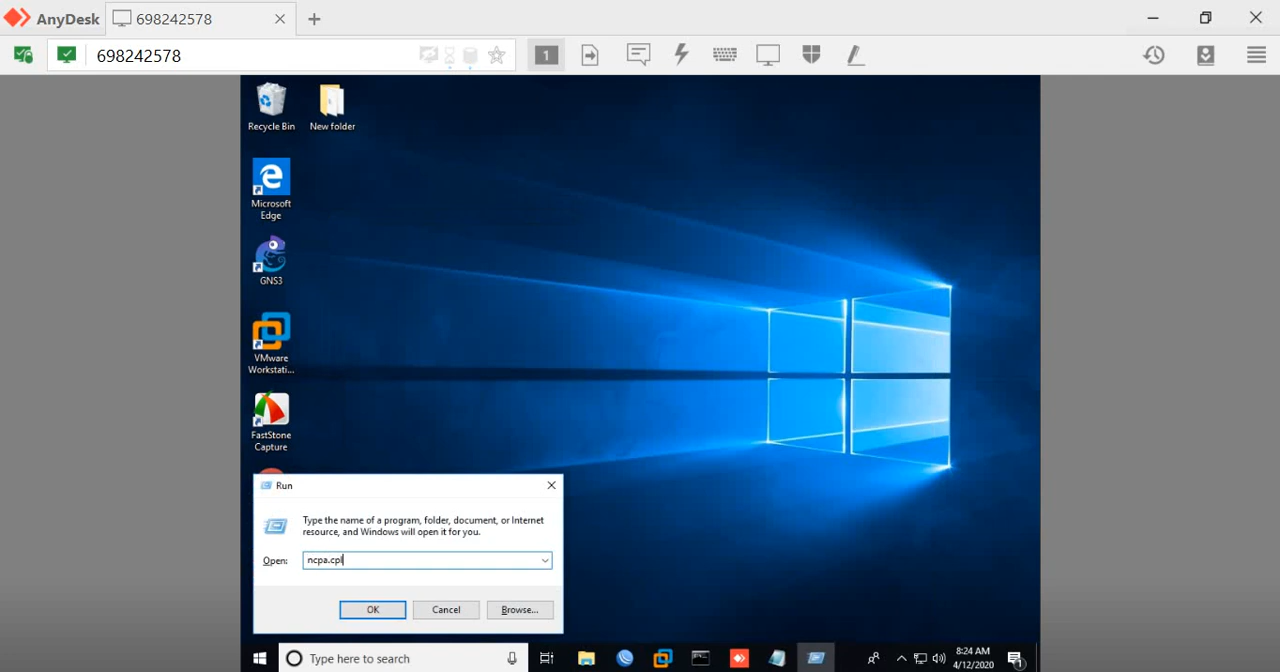 AnyDesk
698242578
698242578
1
Recycle Bin
New folder
Microsoft
Edge
GNS3
VMware
Workstati...
FastStone
Capture
Run
Type the name of a program, folder, document, or Internet
resource, and Windows will open it for you.
Open:
ncpa.cpl
OK
Cancel
Browse...
Type here to search
8:24 AM
4/12/2020
1